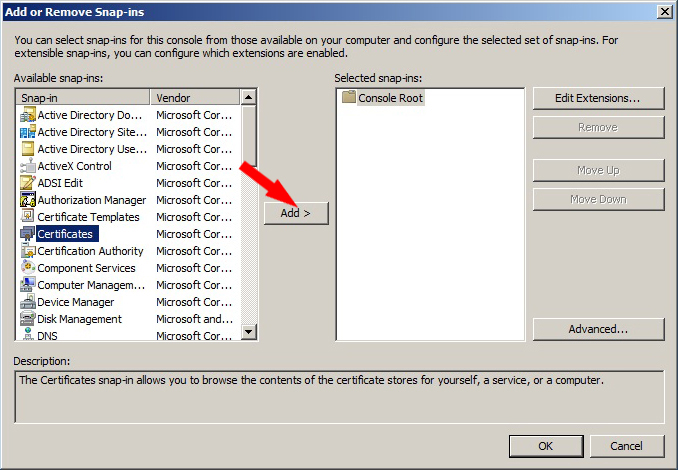 Add or Remove Snap-ins
You can select snap-ins for this console from those available on your computer and configure the selected set of snap-ins. For
extensible snap-ins, you can configure which extensions are enabled.
Available snap-ins:
Snap-in Vendor
Active Directory Do... Microsoft Cor...
Active Directory Site... Microsoft Cor...
Active Directory Use... Microsoft Cor...
ActiveX Control Microsoft Cor...
ADSI Edit Microsoft Cor...
Authorization Manager Microsoft Cor...
Certificate Templates Microsoft Cor...
Certificates Microsoft Cor...
Certification Authority Microsoft Cor...
Component Services Microsoft Cor...
Computer Managem... Microsoft Cor...
Device Manager Microsoft Cor...
Disk Management Microsoft and...
DNS Microsoft Cor...
Add >
Selected snap-ins:
Console Root
Edit Extensions...
Remove
Move Up
Move Down
Advanced...
Description:
The Certificates snap-in allows you to browse the contents of the certificate stores for yourself, a service, or a computer.
OK Cancel